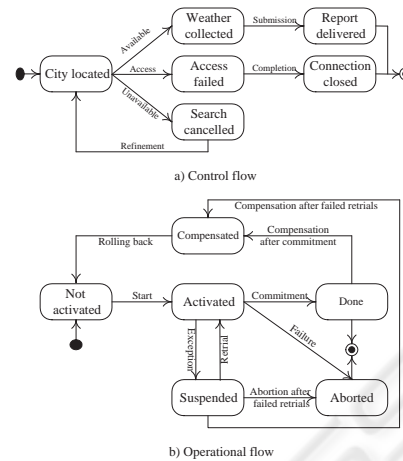 Weather
collected
Submission
Report
delivered
Available
City located
Access
Access
failed
Completion
Connection
closed
Unavailable
Search
cancelled
Refinement
a) Control flow
Compensation after failed retrials
Compensated
Compensation
after commitment
Rolling back
Not
activated
Start
Activated
Commitment
Done
Exception
Retrial
Failure
Suspended
Abortion after
failed retrials
Aborted
b) Operational flow